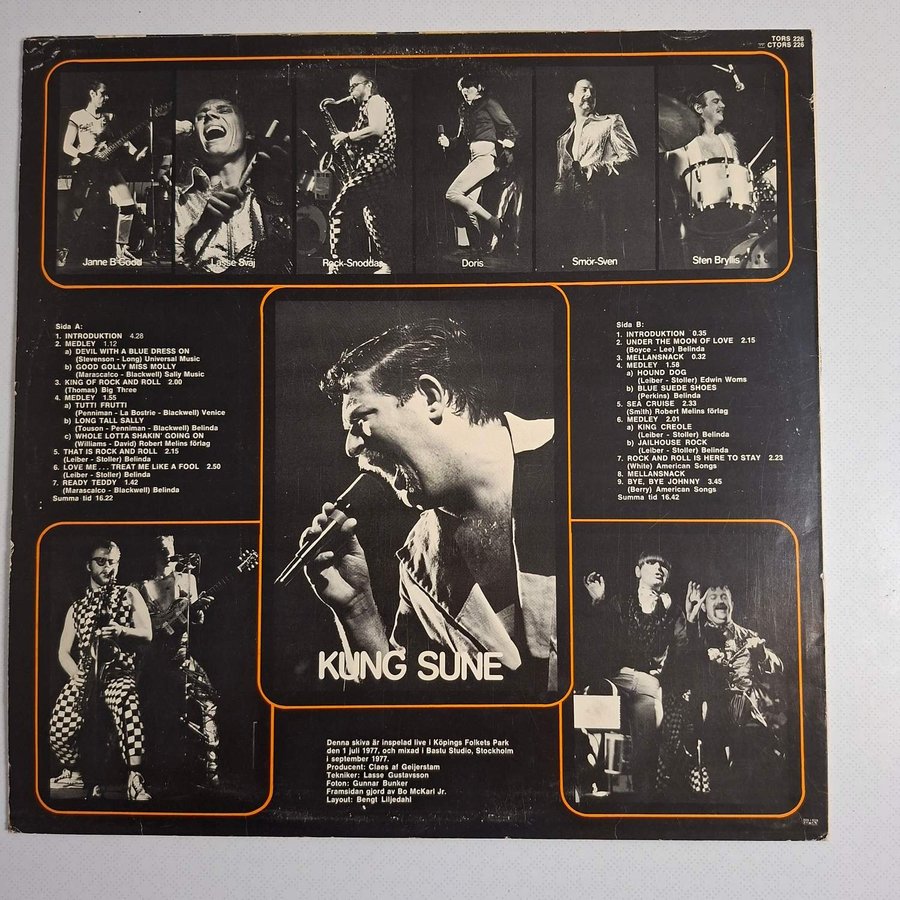 TORS 226
CTORS 226
Janne B Good
Lasse Svaj
Rock-Snoddas
Doris
Smör-Sven
Sten Bryllis
Sida A:
1. INTRODUKTION 4.28
2. MEDLEY 1.12
a) DEVIL WITH A BLUE DRESS ON
(Stevenson - Long) Universal Music
b) GOOD GOLLY MISS MOLLY
(Marascalco - Blackwell) Sally Music
3. KING OF ROCK AND ROLL 2.00
(Thomas) Big Three
4. MEDLEY 1.55
a) TUTTI FRUTTI
(Penniman - La Bostrie - Blackwell) Venice
b) LONG TALL SALLY
(Touson - Penniman - Blackwell) Belinda
c) WHOLE LOTTA SHAKIN' GOING ON
(Williams - David) Robert Melins förlag
5. THAT IS ROCK AND ROLL 2.15
(Leiber - Stoller) Belinda
6. LOVE ME... TREAT ME LIKE A FOOL 2.50
(Leiber - Stoller) Belinda
7. READY TEDDY 1.42
(Marascalco - Blackwell) Belinda
Summa tid 16.22
Sida B:
1. INTRODUKTION 0.35
2. UNDER THE MOON OF LOVE 2.15
(Boyce - Lee) Belinda
3. MELLANSNACK 0.32
4. MEDLEY 1.58
a) HOUND DOG
(Leiber - Stoller) Edwin Woms
b) BLUE SUEDE SHOES
(Perkins) Belinda
5. SEA CRUISE 2.33
(Smith) Robert Melins förlag
6. MEDLEY 2.01
a) KING CREOLE
(Leiber - Stoller) Belinda
b) JAILHOUSE ROCK
(Leiber - Stoller) Belinda
7. ROCK AND ROLL IS HERE TO STAY 2.23
(White) American Songs
8. MELLANSNACK
9. BYE, BYE JOHNNY 3.45
(Berry) American Songs
Summa tid 16.42
KUNG SUNE
Denna skiva är inspelad live i Köpings Folkets Park
den 1 juli 1977, och mixad i Bastu Studio, Stockholm
i september 1977.
Producent: Claes af Geijerstam
Tekniker: Lasse Gustavsson
Foton: Gunnar Bunker
Framsidan gjord av Bo McKarl Jr.
Layout: Bengt Liljedahl